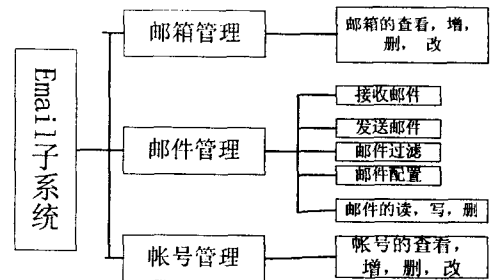 Email子系统
邮箱管理
邮箱的查看，增，
删，改
邮件管理
接收邮件
发送邮件
邮件过滤
邮件配置
邮件的读，写，删
帐号管理
帐号的查看，
增，删，改